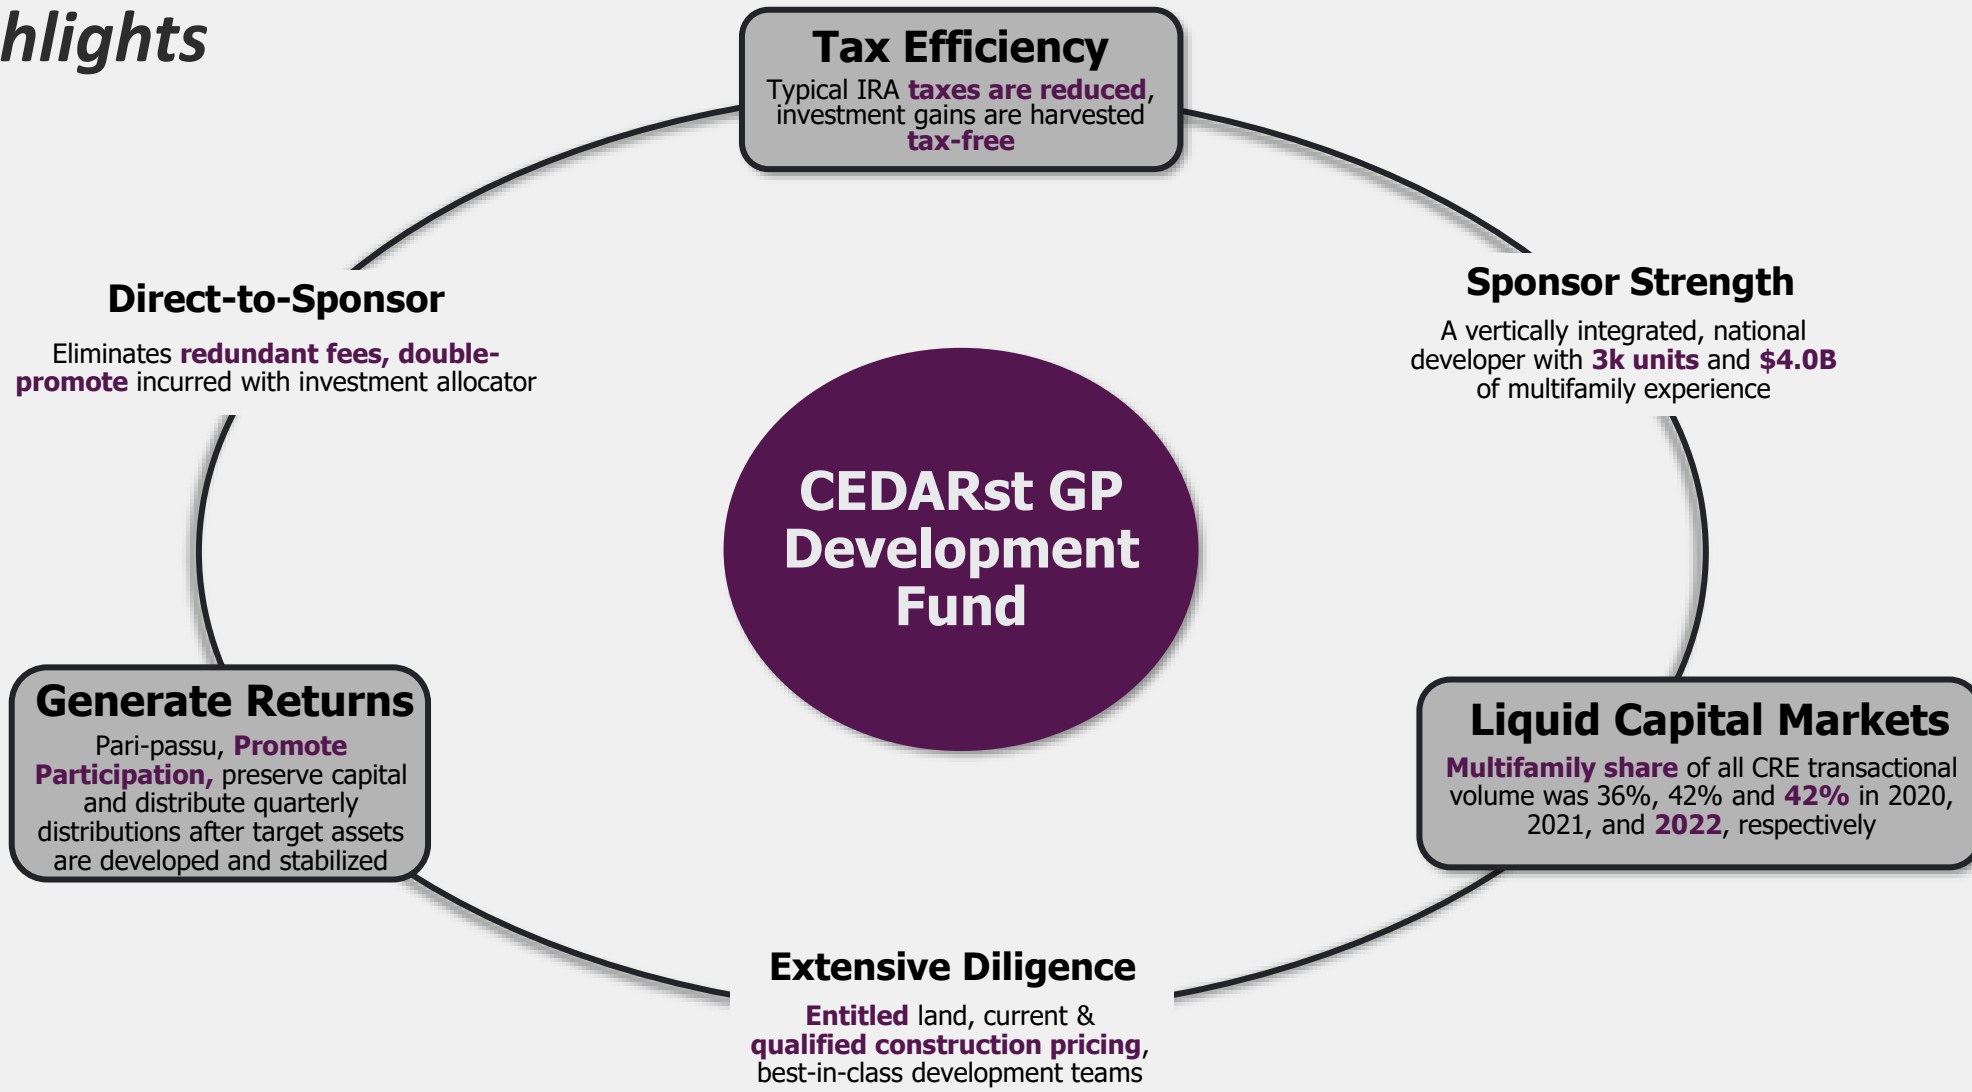 hlights
Tax Efficiency
Typical IRA taxes are reduced,
investment gains are harvested
tax-free
Direct-to-Sponsor
Eliminates redundant fees, double-
promote incurred with investment allocator
Sponsor Strength
A vertically integrated, national
developer with 3k units and $4.0B
of multifamily experience
CEDARst GP
Development
Fund
Generate Returns
Pari-passu, Promote
Participation, preserve capital
and distribute quarterly
distributions after target assets
are developed and stabilized
Liquid Capital Markets
Multifamily share of all CRE transactional
volume was 36%, 42% and 42% in 2020,
2021, and 2022, respectively
Extensive Diligence
Entitled land, current &
qualified construction pricing,
best-in-class development teams